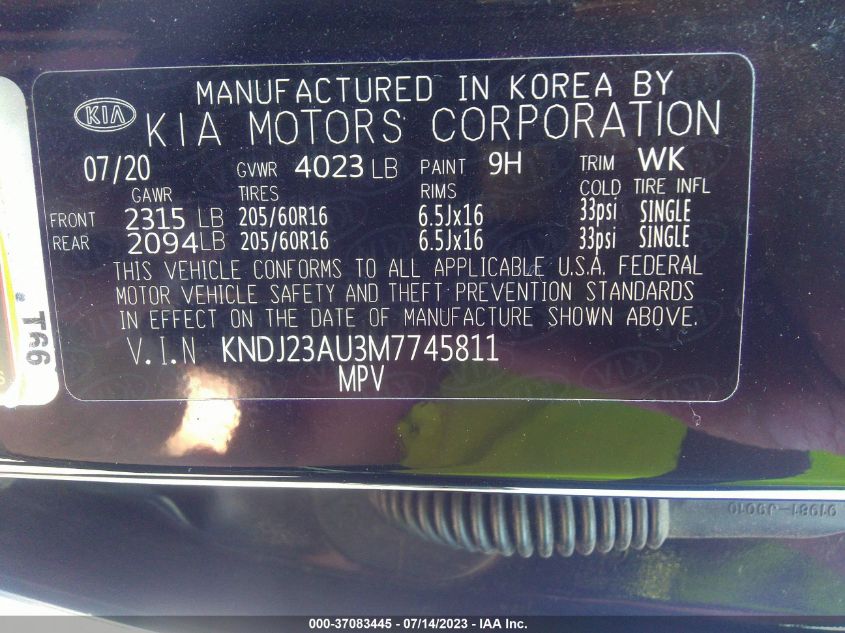 MANUFACTURED IN KOREA BY
KIA KIA MOTORS CORPORATION
07/20 GVWR 4023 LB PAINT 9H TRIM WK
GAWR TIRES RIMS COLD TIRE INFL
FRONT 2315 LB 205/60R16 6.5Jx16 33psi SINGLE
REAR 2094 LB 205/60R16 6.5Jx16 33psi SINGLE
THIS VEHICLE CONFORMS TO ALL APPLICABLE U.S.A. FEDERAL
MOTOR VEHICLE SAFETY AND THEFT PREVENTION STANDARDS
IN EFFECT ON THE DATE OF MANUFACTURE SHOWN ABOVE.
V.I.N KNDJ23AU3M7745811
MPV
T66
91981-J9010
000-37083445 - 07/14/2023 - IAA Inc.